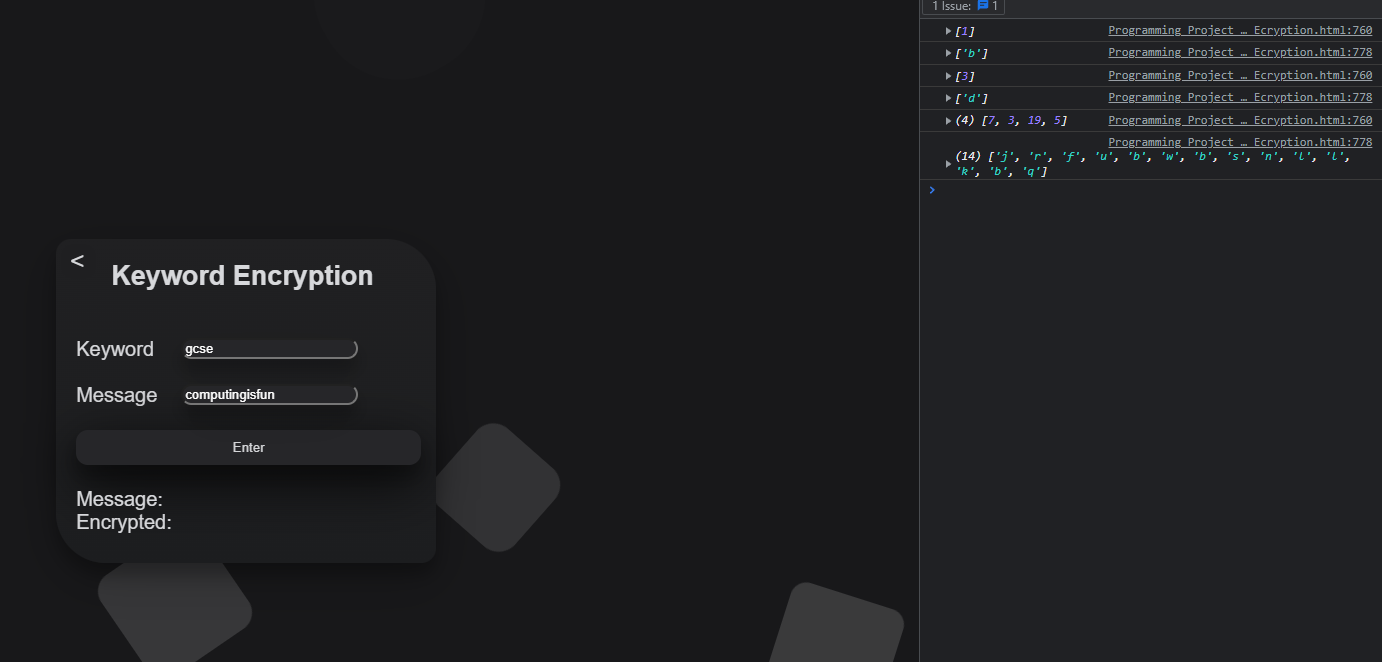 <
Keyword Encryption
Keyword gcse
Message computingisfun
Enter
Message:
Encrypted:
1 Issue: 1
[1] Programming Project … Ecryption.html:760
['b'] Programming Project … Ecryption.html:778
[3] Programming Project … Ecryption.html:760
['d'] Programming Project … Ecryption.html:778
(4) [7, 3, 19, 5] Programming Project … Ecryption.html:760
Programming Project … Ecryption.html:778
(14) ['j', 'r', 'f', 'u', 'b', 'w', 'b', 's', 'n', 'l', 'l',
'k', 'b', 'q']
>